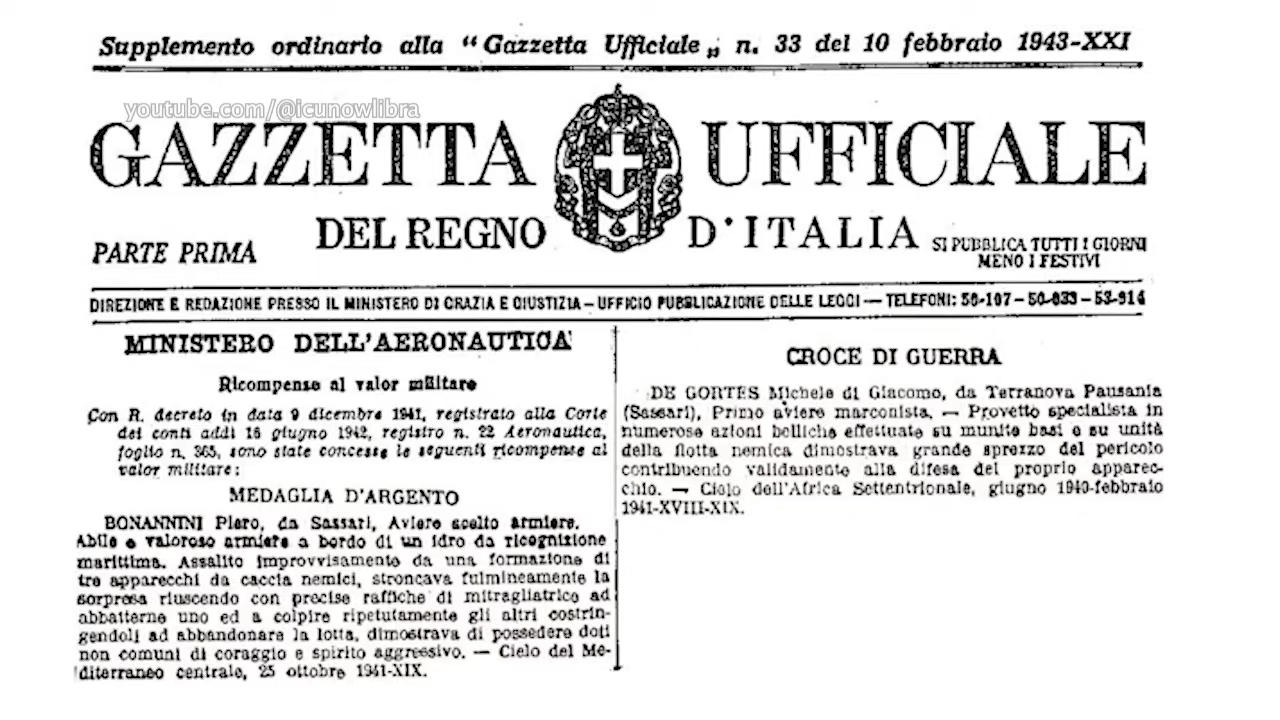 Supplemento ordinario alla "Gazzetta Ufficiale„ n. 33 del 10 febbraio 1943-XXI
youtube.com/@icunowlibra
GAZZETTA UFFICIALE
DEL REGNO D'ITALIA
PARTE PRIMA
SI PUBBLICA TUTTI I GIORNI
MENO I FESTIVI
DIREZIONE E REDAZIONE PRESSO IL MINISTERO DI GRAZIA E GIUSTIZIA – UFFICIO PUBBLICAZIONE DELLE LEGGI — TELEFONI: 50-107 – 50-033 – 53-914
MINISTERO DELL'AERONAUTICA
Ricompense al valor militare
Con R. decreto in data 9 dicembre 1941, registrato alla Corte
dei conti addì 16 giugno 1942, registro n. 22 Aeronautica,
foglio n. 365, sono state concesse le seguenti ricompense al
valor militare:
MEDAGLIA D'ARGENTO
BONANNINI Piero, da Sassari, Aviere scelto armiere.
Abile e valoroso armiere a bordo di un idro da ricognizione
marittima. Assalito improvvisamente da una formazione di
tre apparecchi da caccia nemici, stroncava fulmineamente la
sorpresa riuscendo con precise raffiche di mitragliatrice ad
abbatterne uno ed a colpire ripetutamente gli altri costrin-
gendoli ad abbandonare la lotta, dimostrava di possedere doti
non comuni di coraggio e spirito aggressivo. — Cielo del Me-
diterraneo centrale, 25 ottobre 1941-XIX.
CROCE DI GUERRA
DE GORTES Michele di Giacomo, da Terranova Pausania
(Sassari), Primo aviere marconista. — Provetto specialista in
numerose azioni belliche effettuate su munite basi e su unità
della flotta nemica dimostrava grande sprezzo del pericolo
contribuendo validamente alla difesa del proprio apparec-
chio. — Cielo dell'Africa Settentrionale, giugno 1940-febbraio
1941-XVIII-XIX.